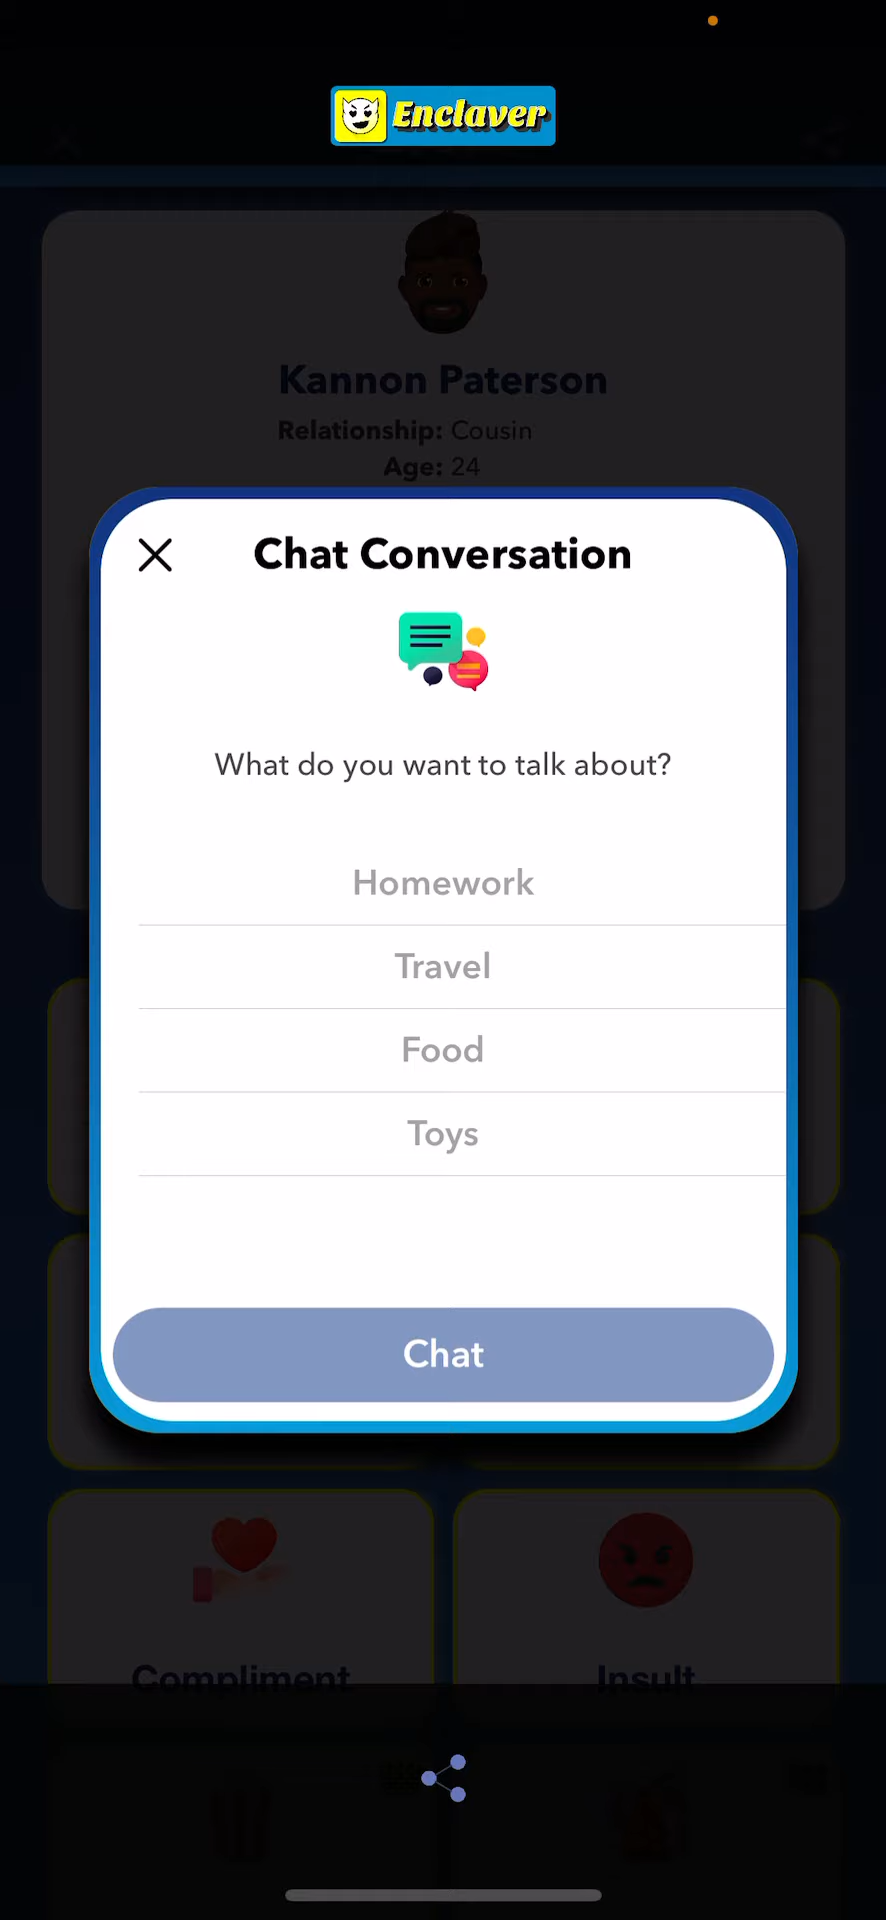 Enclaver
Kannon Paterson
Relationship: Cousin
Age: 24
Chat Conversation
What do you want to talk about?
Homework
Travel
Food
Toys
Chat
Compliment
Insult